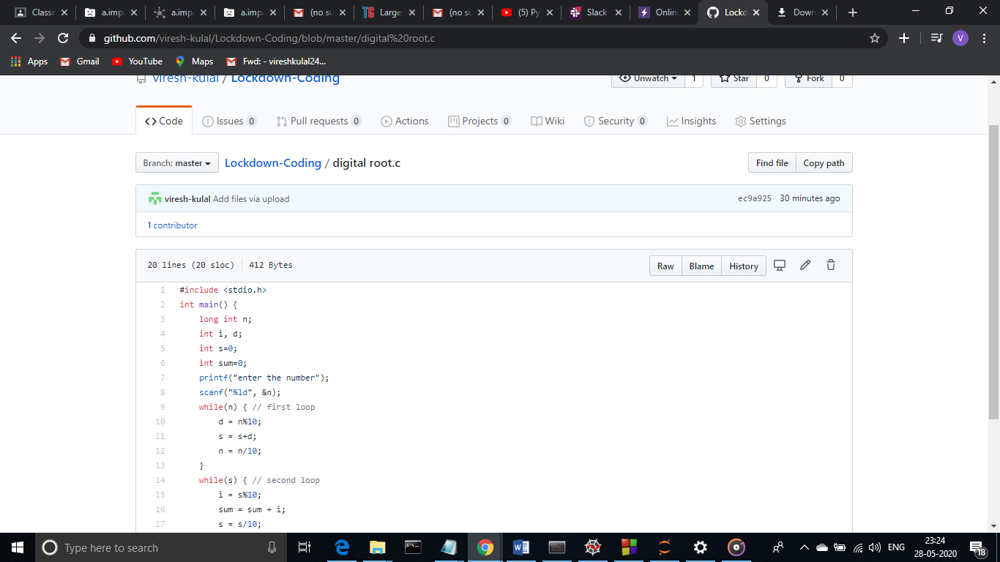 Classr
a.impa
a.impa
a.impa
(no su
Large
(no su
(5) Py
Slack
Onlin
Lockd
Down
github.com/viresh-kulal/Lockdown-Coding/blob/master/digital%20root.c
V
Apps Gmail YouTube Maps Fwd: - vireshkulal24...
viresh-kulal / Lockdown-Coding
Unwatch 1 Star 0 Fork 0
Code Issues 0 Pull requests 0 Actions Projects 0 Wiki Security 0 Insights Settings
Branch: master Lockdown-Coding / digital root.c Find file Copy path
viresh-kulal Add files via upload ec9a925 30 minutes ago
1 contributor
20 lines (20 sloc) 412 Bytes Raw Blame History
1 #include <stdio.h>
2 int main() {
3 long int n;
4 int i, d;
5 int s=0;
6 int sum=0;
7 printf("enter the number");
8 scanf("%ld", &n);
9 while(n) { // first loop
10 d = n%10;
11 s = s+d;
12 n = n/10;
13 }
14 while(s) { // second loop
15 i = s%10;
16 sum = sum + i;
17 s = s/10;
Type here to search
ENG
23:24
28-05-2020
18